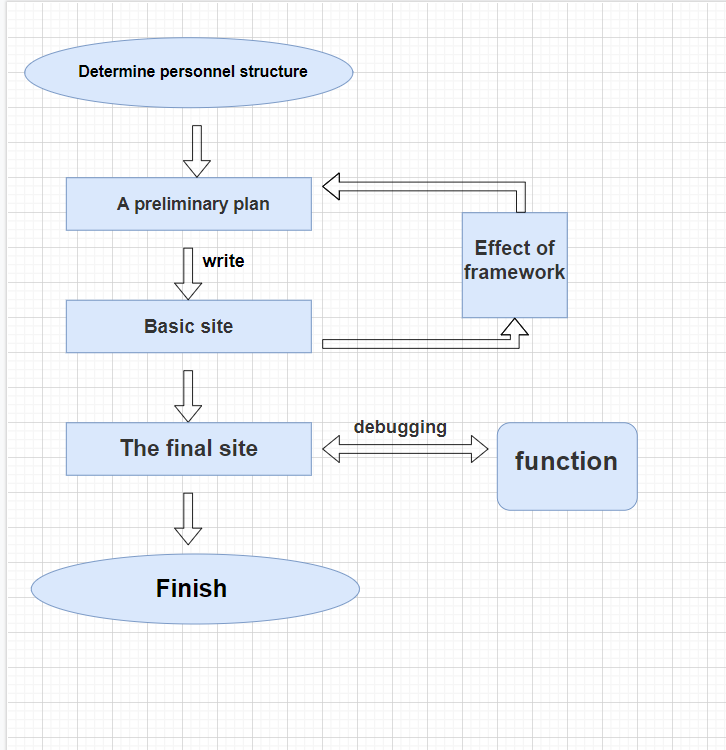 Determine personnel structure
A preliminary plan
write
Effect of
framework
Basic site
debugging
The final site
function
Finish